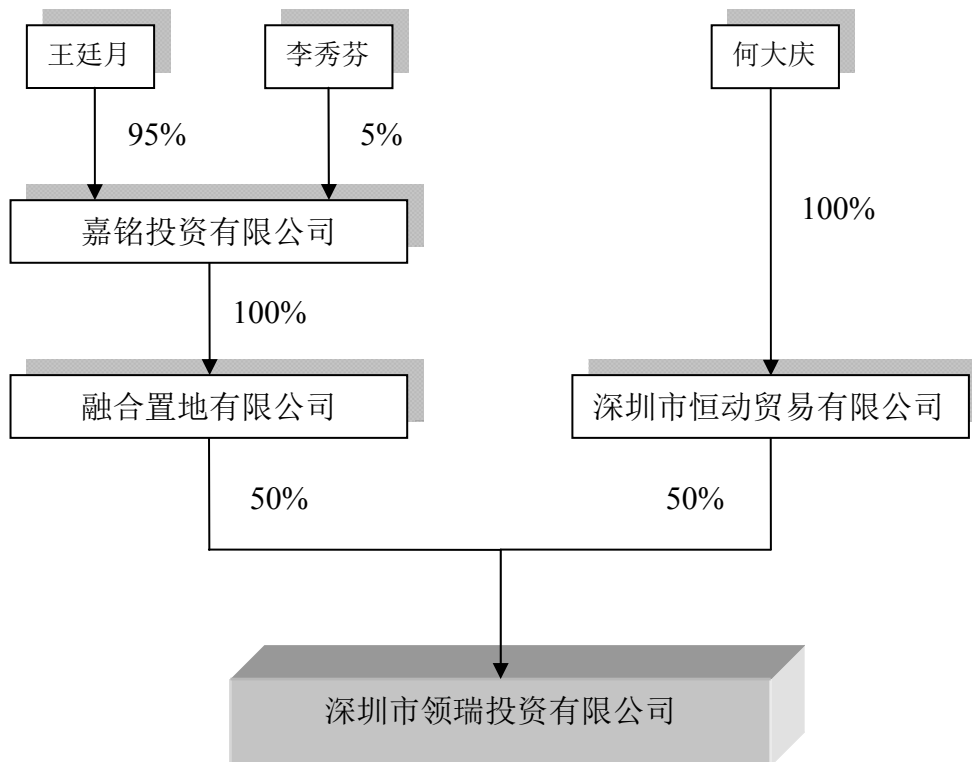 王廷月
李秀芬
何大庆
95%
5%
100%
嘉铭投资有限公司
100%
融合置地有限公司
深圳市恒动贸易有限公司
50%
50%
深圳市领瑞投资有限公司